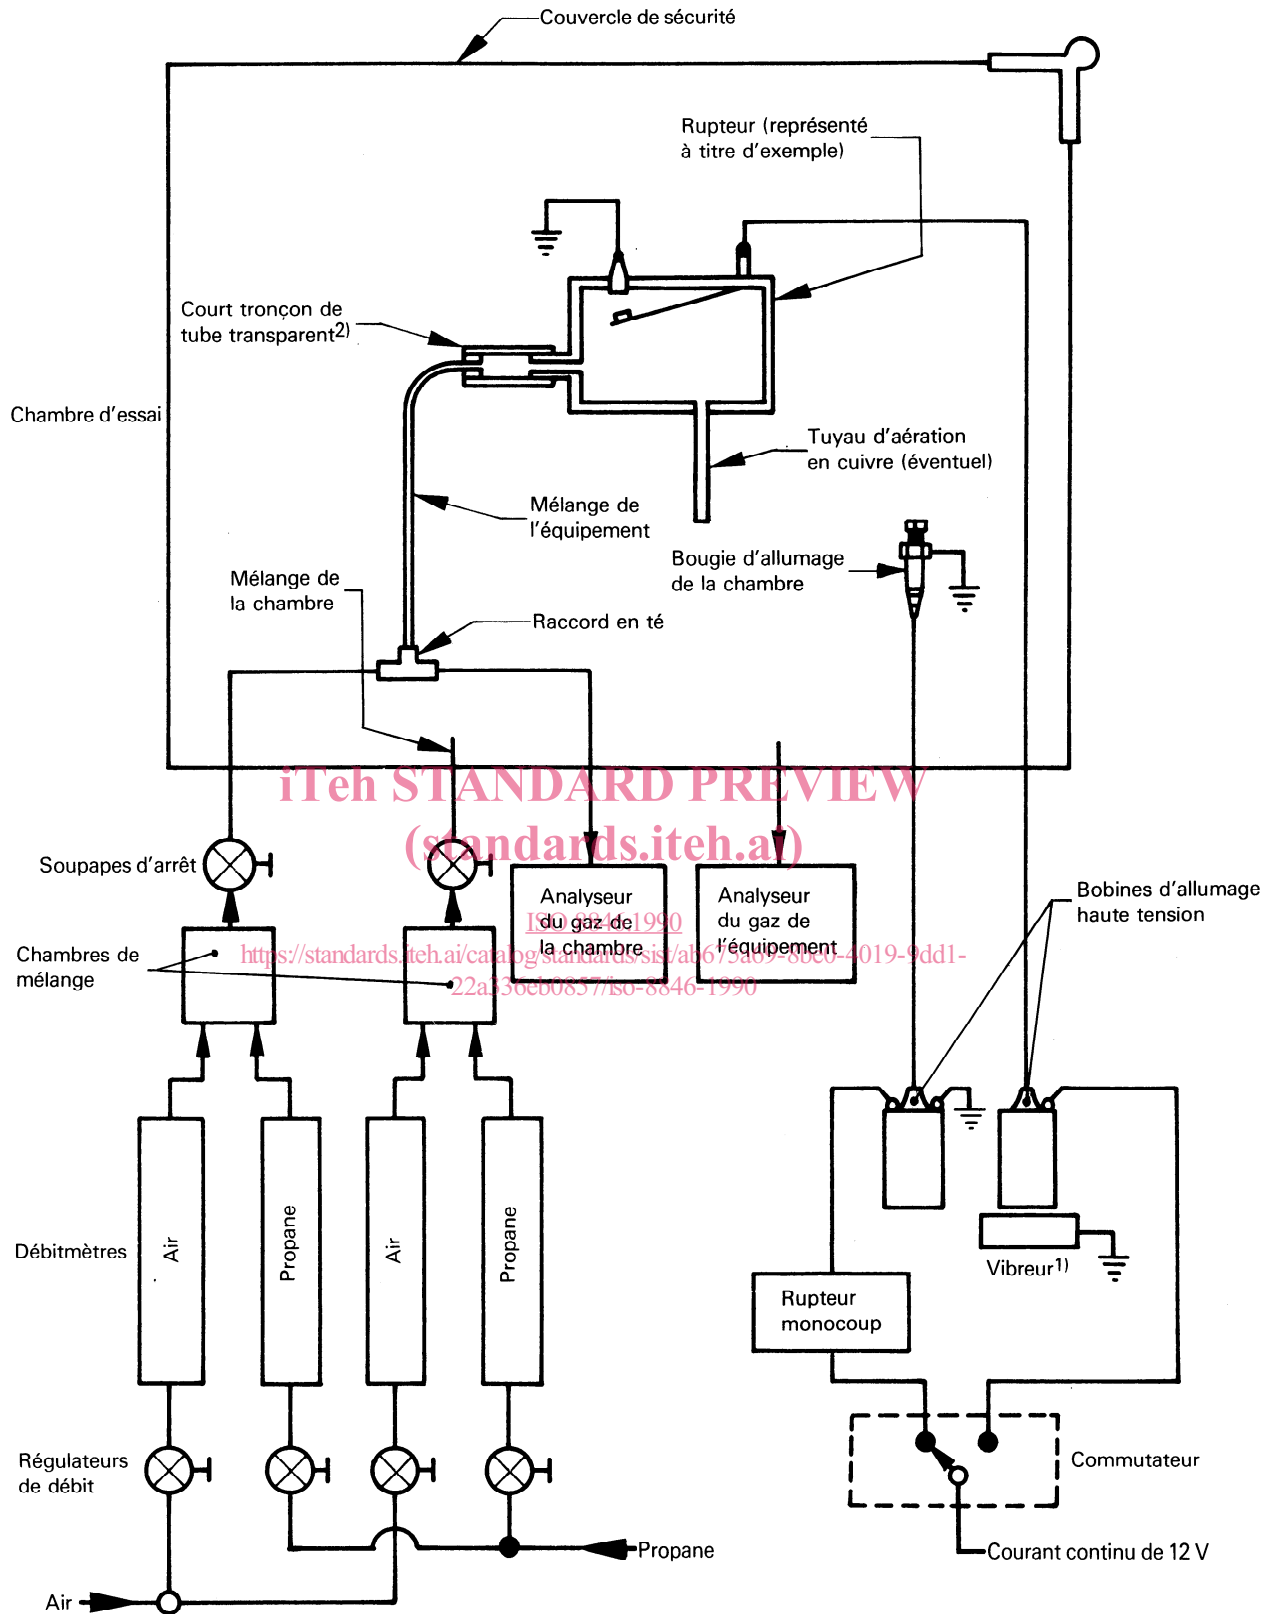 Couvercle de sécurité
Rupteur (représenté
à titre d'exemple)
Court tronçon de
tube transparent2)
Chambre d'essai
Tuyau d'aération
en cuivre (éventuel)
Mélange de
l'équipement
Bougie d'allumage
de la chambre
Mélange de
la chambre
Raccord en té
iTeh STANDARD PREVIEW
(standards.iteh.ai)
Soupapes d'arrêt
Analyseur
du gaz de
la chambre
Analyseur
du gaz de
l'équipement
Bobines d'allumage
haute tension
ISO 8846:1990
Chambres de
mélange
https://standards.iteh.ai/catalog/standards/sist/ab675a69-8be0-4019-9dd1-
22a336eb0857/iso-8846-1990
Débitmètres
Air
Propane
Air
Propane
Vibreur1)
Rupteur
monocoup
Régulateurs
de débit
Commutateur
Propane
Courant continu de 12 V
Air